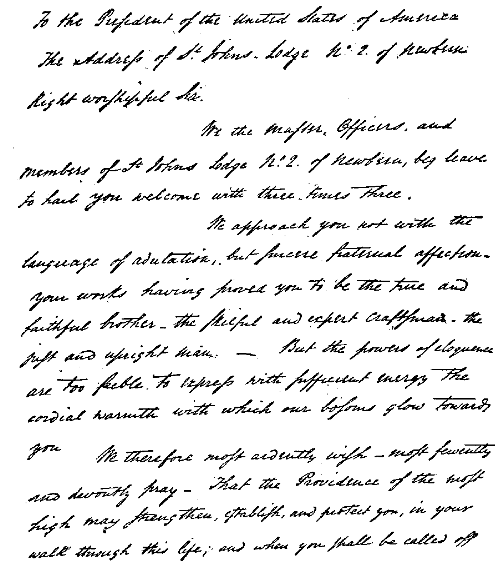 To the President of the United States of America
The Address of St Johns Lodge No. 2. of Newbern
Right worshipful Sir.
We the Master, Officers, and
members of St Johns Lodge No. 2. of Newbern, beg leave
to hail you welcome with three times three.
We approach you not with the
language of adulation, but sincere fraternal affection—
your works having proved you to be the true and
faithful brother – the skilful and expert craftsman – the
just and upright man. — But the powers of eloquence
are too feeble to express with sufficient energy the
cordial warmth with which our bosoms glow towards
you
We therefore most ardently wish – most fervently
and devoutly pray – That the Providence of the most
high may strengthen, establish, and protect you, in your
walk through this life; and when you shall be called off